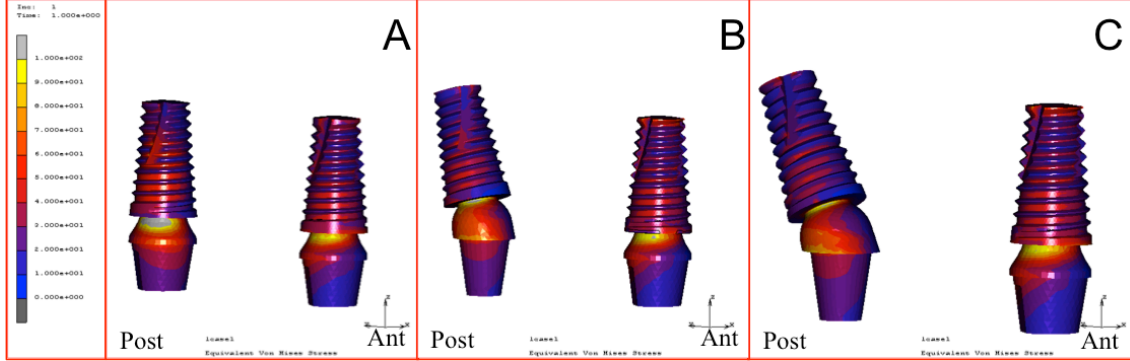 Inc: 1
Time: 1.000e+000
1.000e+002
9.000e+001
8.000e+001
7.000e+001
6.000e+001
5.000e+001
4.000e+001
3.000e+001
2.000e+001
1.000e+001
0.000e+000
A
Post
Ant
lcase1
Equivalent Von Mises Stress
z
x
B
Post
Ant
lcase1
Equivalent Von Mises Stress
z
x
C
Post
Ant
lcase1
Equivalent Von Mises Stress
z
x